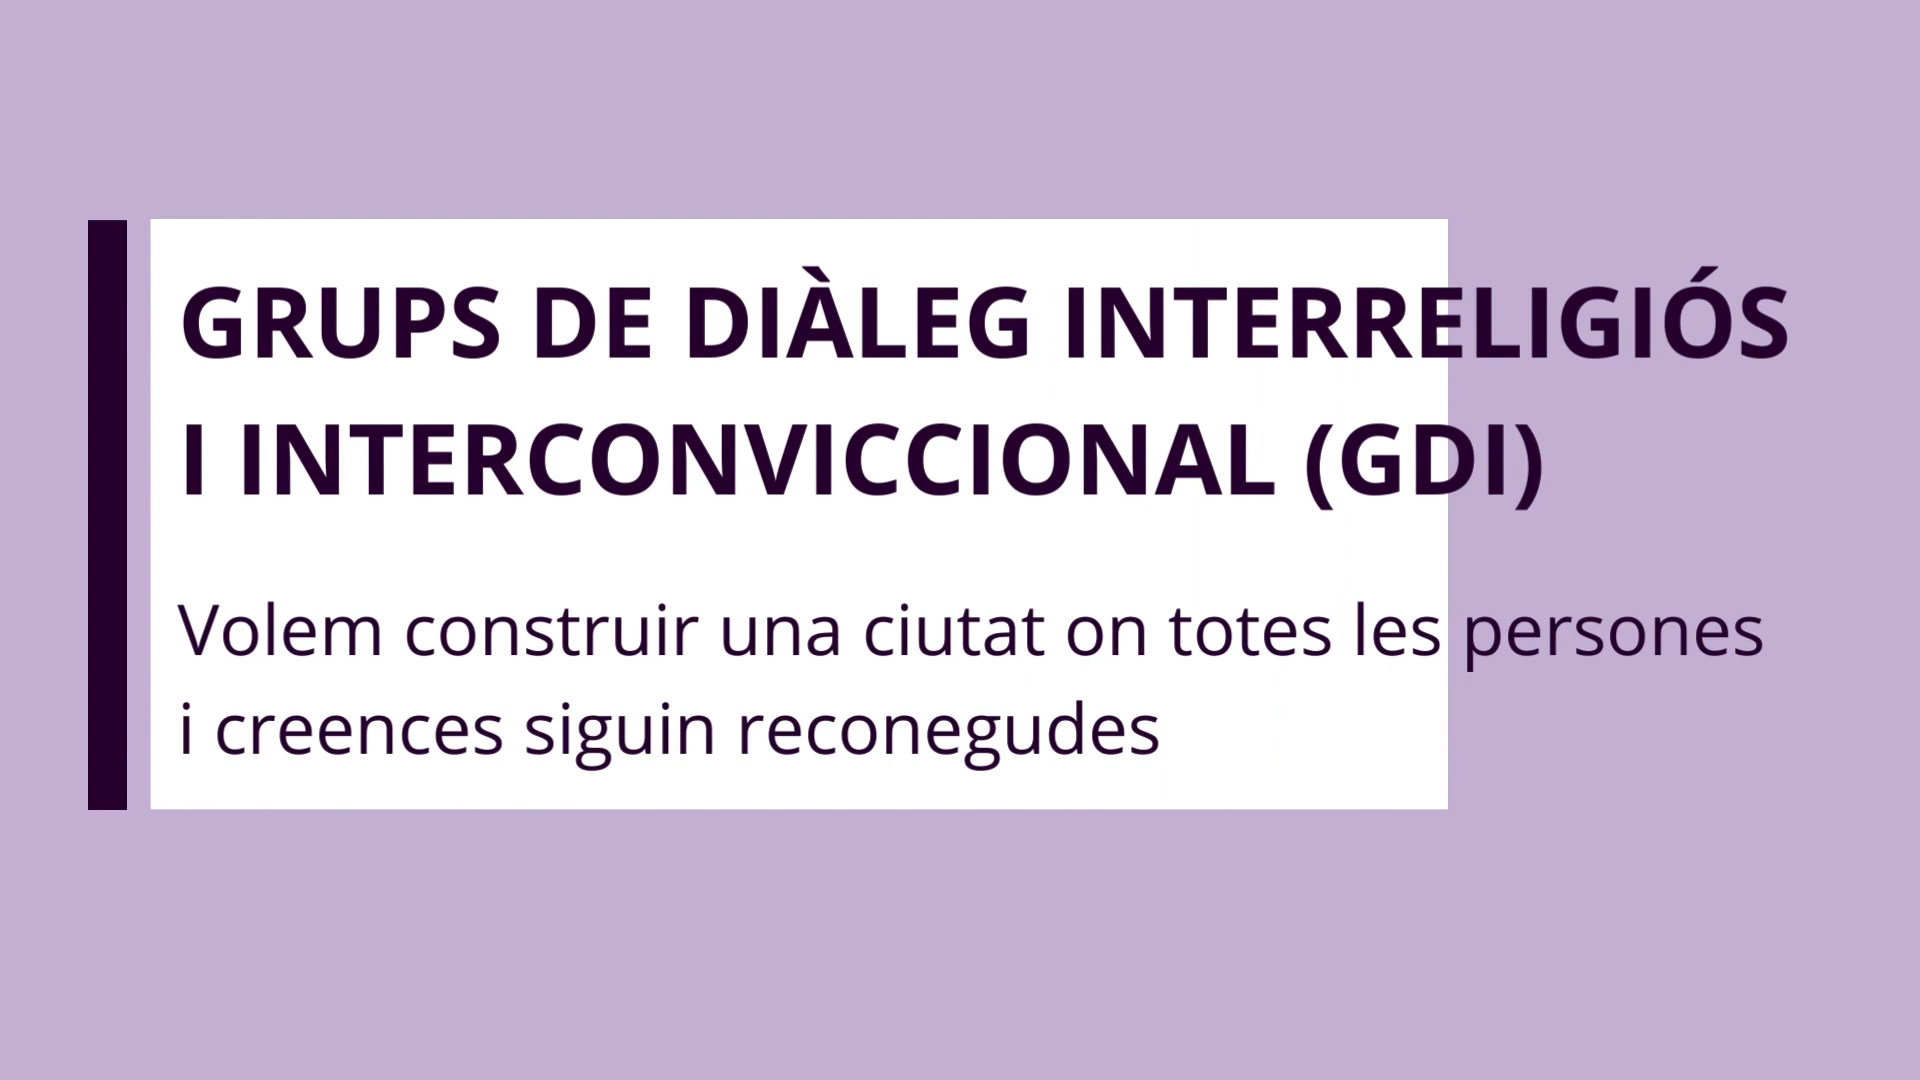 GRUPS DE DIÀLEG INTERRELIGIÓS
I INTERCONVICCIONAL (GDI)
Volem construir una ciutat on totes les persones
i creences siguin reconegudes